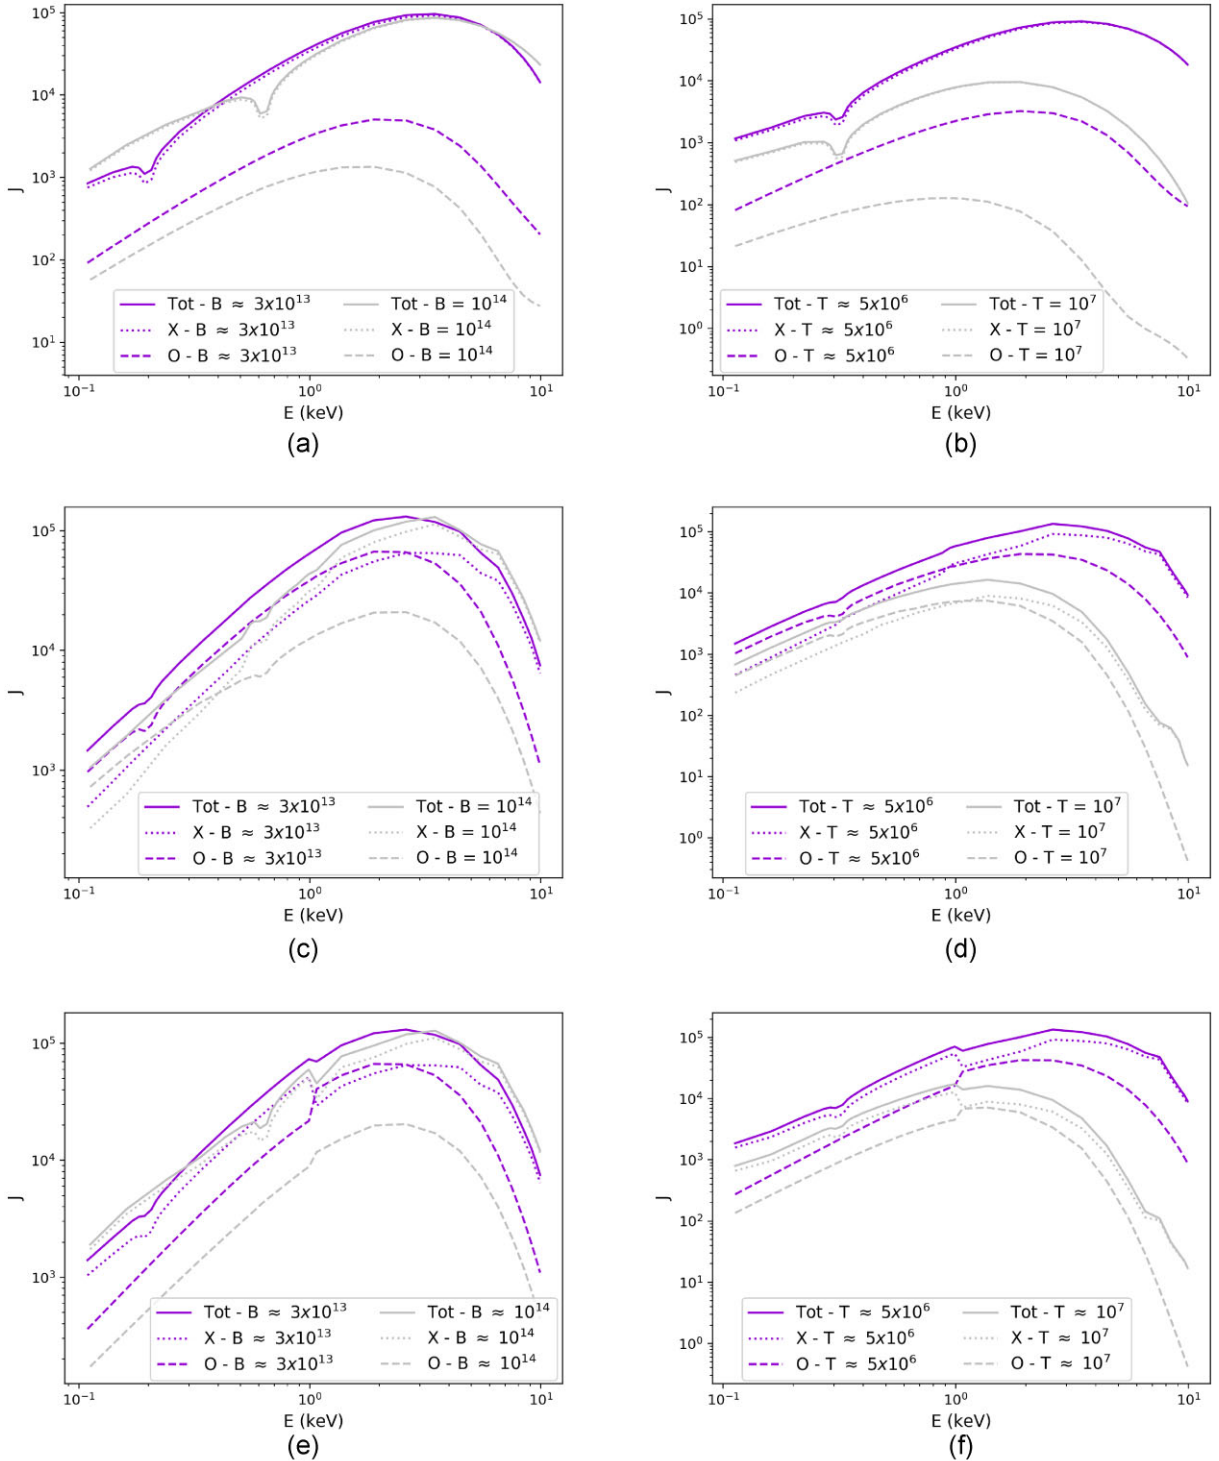 10^5
10^4
10^3
10^2
10^1
J
Tot - B ≈ 3x10^13
X - B ≈ 3x10^13
O - B ≈ 3x10^13
Tot - B = 10^14
X - B = 10^14
O - B = 10^14
10^-1
10^0
10^1
E (keV)
(a)
10^5
10^4
10^3
10^2
10^1
10^0
J
Tot - T ≈ 5x10^6
X - T ≈ 5x10^6
O - T ≈ 5x10^6
Tot - T = 10^7
X - T = 10^7
O - T = 10^7
10^-1
10^0
10^1
E (keV)
(b)
10^5
10^4
10^3
J
Tot - B ≈ 3x10^13
X - B ≈ 3x10^13
O - B ≈ 3x10^13
Tot - B = 10^14
X - B = 10^14
O - B = 10^14
10^-1
10^0
10^1
E (keV)
(c)
10^5
10^4
10^3
10^2
10^1
10^0
J
Tot - T ≈ 5x10^6
X - T ≈ 5x10^6
O - T ≈ 5x10^6
Tot - T = 10^7
X - T = 10^7
O - T = 10^7
10^-1
10^0
10^1
E (keV)
(d)
10^5
10^4
10^3
J
Tot - B ≈ 3x10^13
X - B ≈ 3x10^13
O - B ≈ 3x10^13
Tot - B ≈ 10^14
X - B ≈ 10^14
O - B ≈ 10^14
10^-1
10^0
10^1
E (keV)
(e)
10^5
10^4
10^3
10^2
10^1
10^0
J
Tot - T ≈ 5x10^6
X - T ≈ 5x10^6
O - T ≈ 5x10^6
Tot - T ≈ 10^7
X - T ≈ 10^7
O - T ≈ 10^7
10^-1
10^0
10^1
E (keV)
(f)